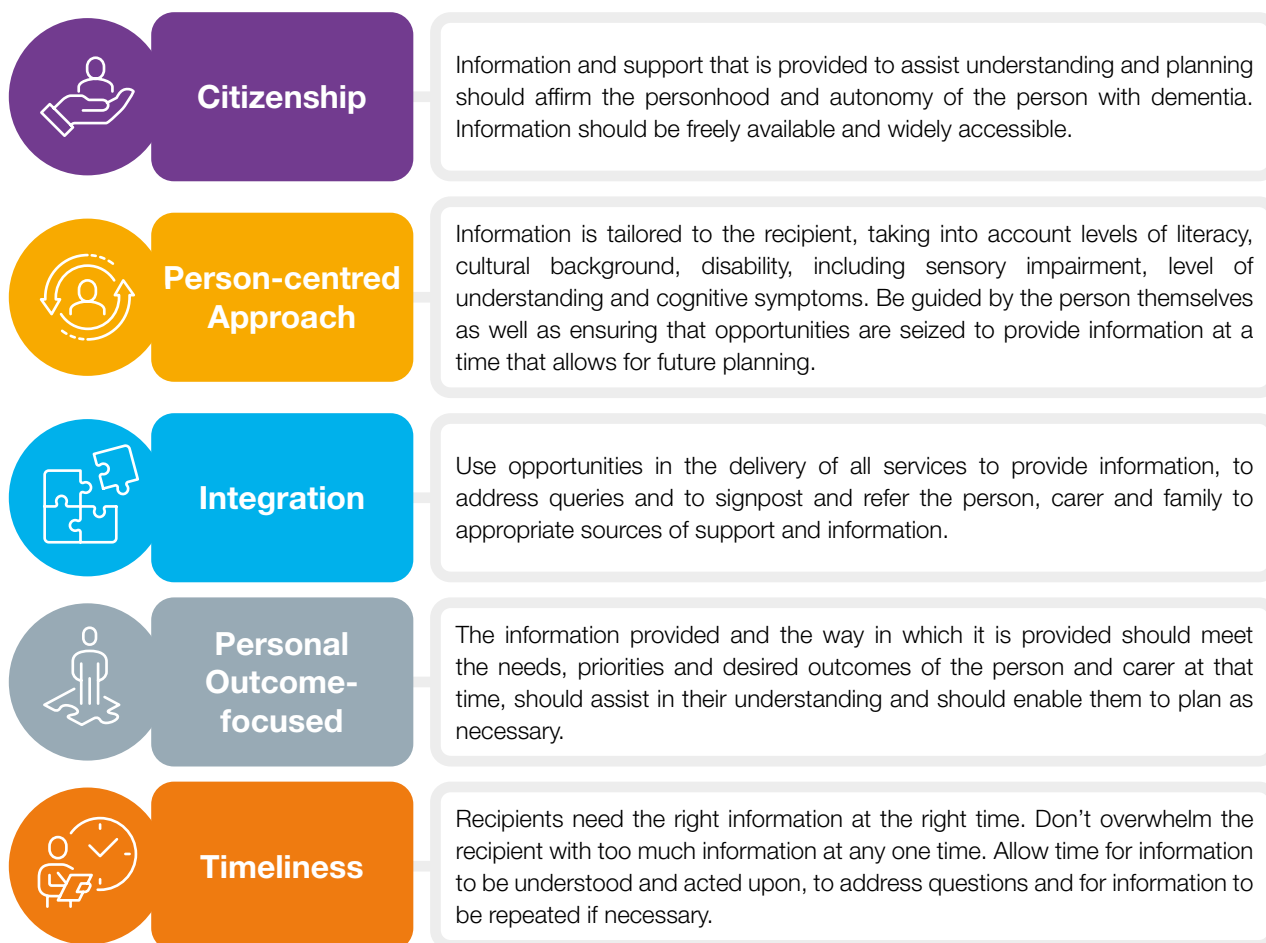 Citizenship
Information and support that is provided to assist understanding and planning
should affirm the personhood and autonomy of the person with dementia.
Information should be freely available and widely accessible.
Person-centred
Approach
Information is tailored to the recipient, taking into account levels of literacy,
cultural background, disability, including sensory impairment, level of
understanding and cognitive symptoms. Be guided by the person themselves
as well as ensuring that opportunities are seized to provide information at a
time that allows for future planning.
Integration
Use opportunities in the delivery of all services to provide information, to
address queries and to signpost and refer the person, carer and family to
appropriate sources of support and information.
Personal
Outcome-
focused
The information provided and the way in which it is provided should meet
the needs, priorities and desired outcomes of the person and carer at that
time, should assist in their understanding and should enable them to plan as
necessary.
Timeliness
Recipients need the right information at the right time. Don’t overwhelm the
recipient with too much information at any one time. Allow time for information
to be understood and acted upon, to address questions and for information to
be repeated if necessary.